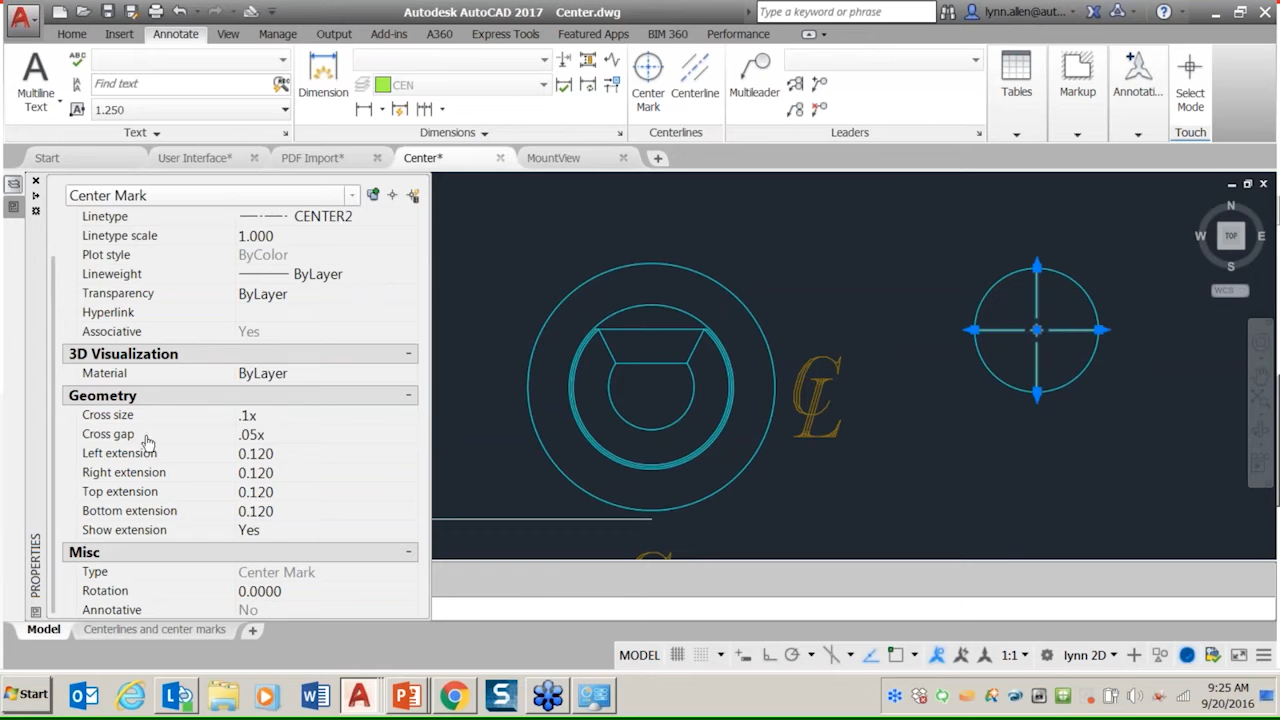 Autodesk AutoCAD 2017 Center.dwg
Type a keyword or phrase
lynn.allen@aut...
Home Insert Annotate View Manage Output Add-ins A360 Express Tools Featured Apps BIM 360 Performance
Multiline Text
ABC
Find text
1.250
Dimension
CEN
Center Mark
Centerline
Multileader
Tables
Markup
Annotati...
Select Mode
Text Dimensions Centerlines Leaders Touch
Start User Interface* PDF Import* Center* MountView
Center Mark
Linetype CENTER2
Linetype scale 1.000
Plot style ByColor
Lineweight ByLayer
Transparency ByLayer
Hyperlink
Associative Yes
3D Visualization
Material ByLayer
Geometry
Cross size .1x
Cross gap .05x
Left extension 0.120
Right extension 0.120
Top extension 0.120
Bottom extension 0.120
Show extension Yes
Misc
Type Center Mark
Rotation 0.0000
Annotative No
PROPERTIES
CL
N
W TOP E
S
WCS
Model Centerlines and center marks
MODEL 1:1 lynn 2D
Start
9:25 AM
9/20/2016